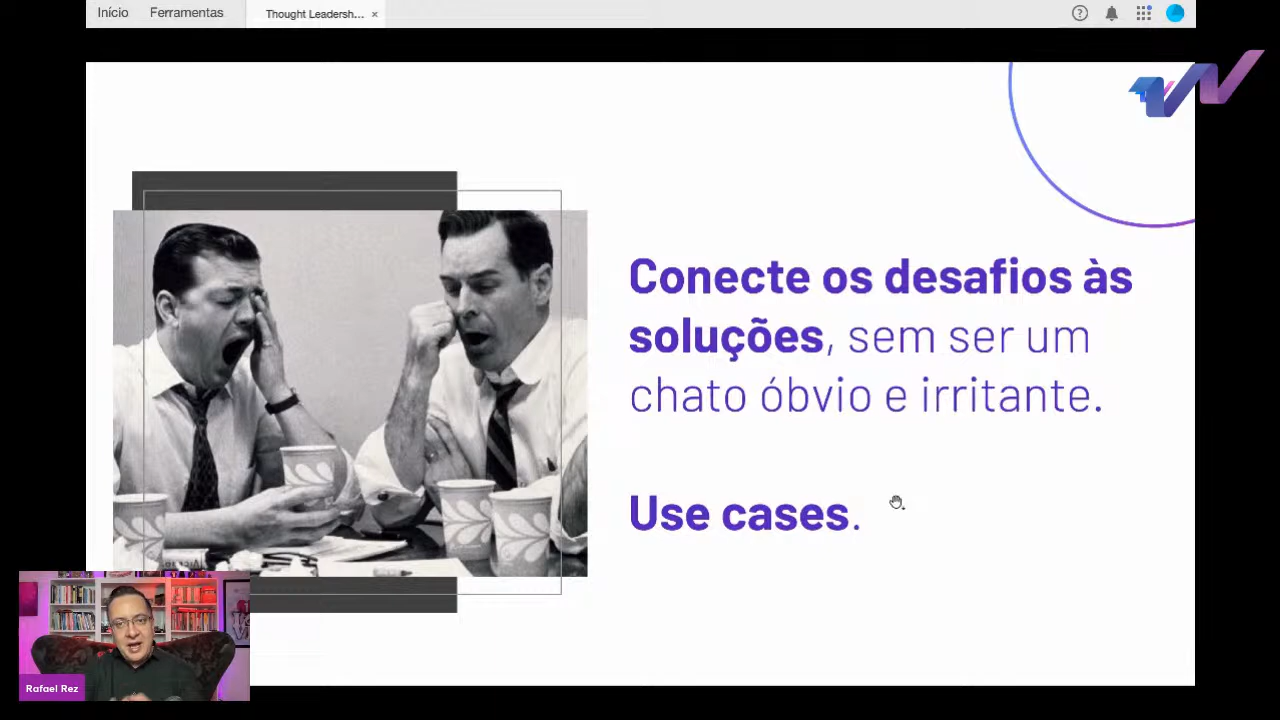 Início Ferramentas Thought Leadersh... ×
Conecte os desafios às
soluções, sem ser um
chato óbvio e irritante.
Use cases.
Rafael Rez